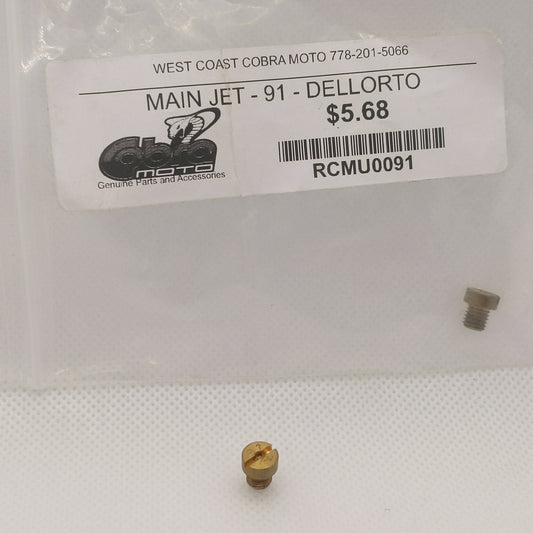 WEST COAST COBRA MOTO 778-201-5066
MAIN JET - 91 - DELLORTO
$5.68
Cobra
MOTO
Genuine Parts and Accessories
RCMU0091